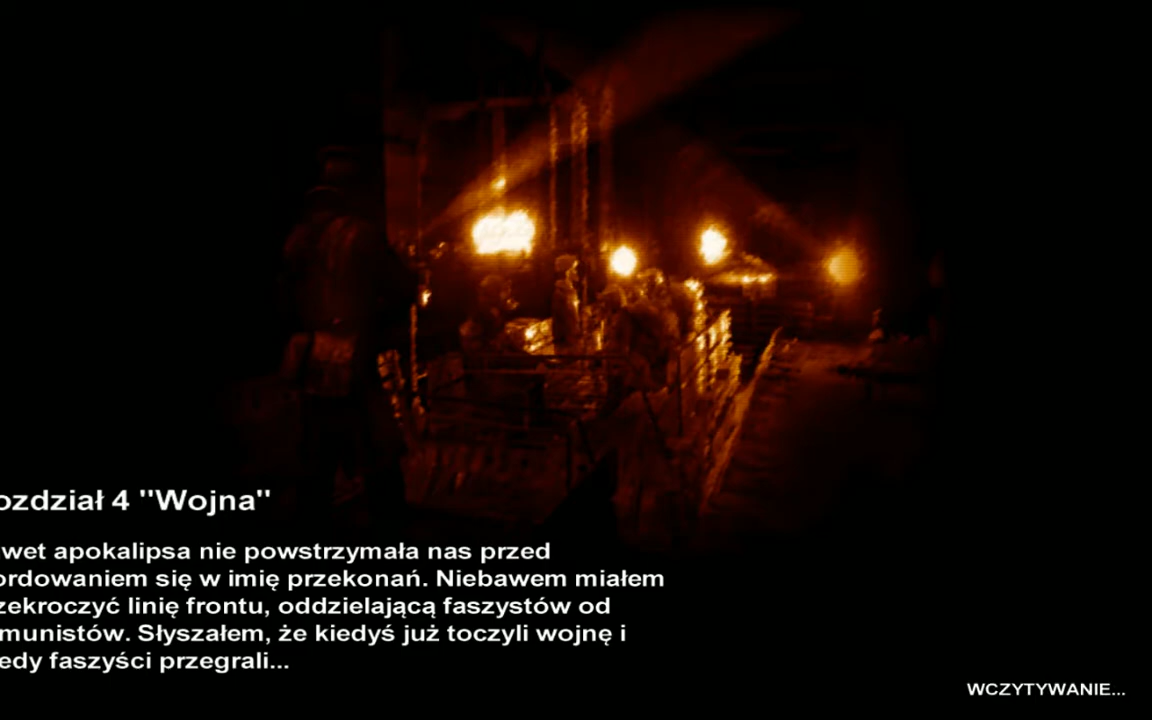 ozdział 4 "Wojna"
wet apokalipsa nie powstrzymała nas przed
ordowaniem się w imię przekonań. Niebawem miałem
zekroczyć linię frontu, oddzielającą faszystów od
munistów. Słyszałem, że kiedyś już toczyli wojnę i
edy faszyści przegrali...
WCZYTYWANIE...